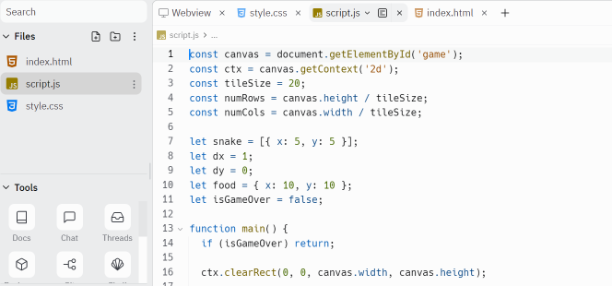 Search
Files
index.html
script.js
style.css
Tools
Docs
Chat
Threads
Webview
style.css
script.js
index.html
script.js > ...
1 const canvas = document.getElementById('game');
2 const ctx = canvas.getContext('2d');
3 const tileSize = 20;
4 const numRows = canvas.height / tileSize;
5 const numCols = canvas.width / tileSize;
6
7 let snake = [{ x: 5, y: 5 }];
8 let dx = 1;
9 let dy = 0;
10 let food = { x: 10, y: 10 };
11 let isGameOver = false;
12
13 function main() {
14 if (isGameOver) return;
15
16 ctx.clearRect(0, 0, canvas.width, canvas.height);